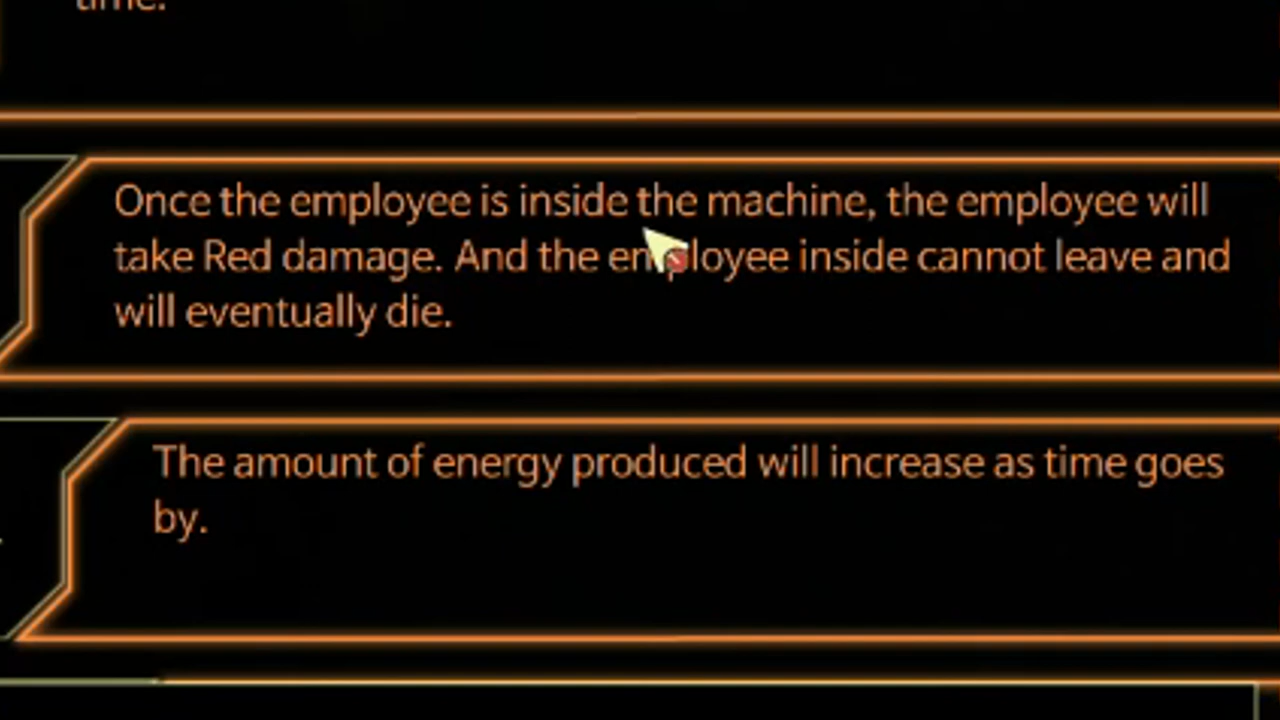 time.
Once the employee is inside the machine, the employee will
take Red damage. And the employee inside cannot leave and
will eventually die.
The amount of energy produced will increase as time goes
by.